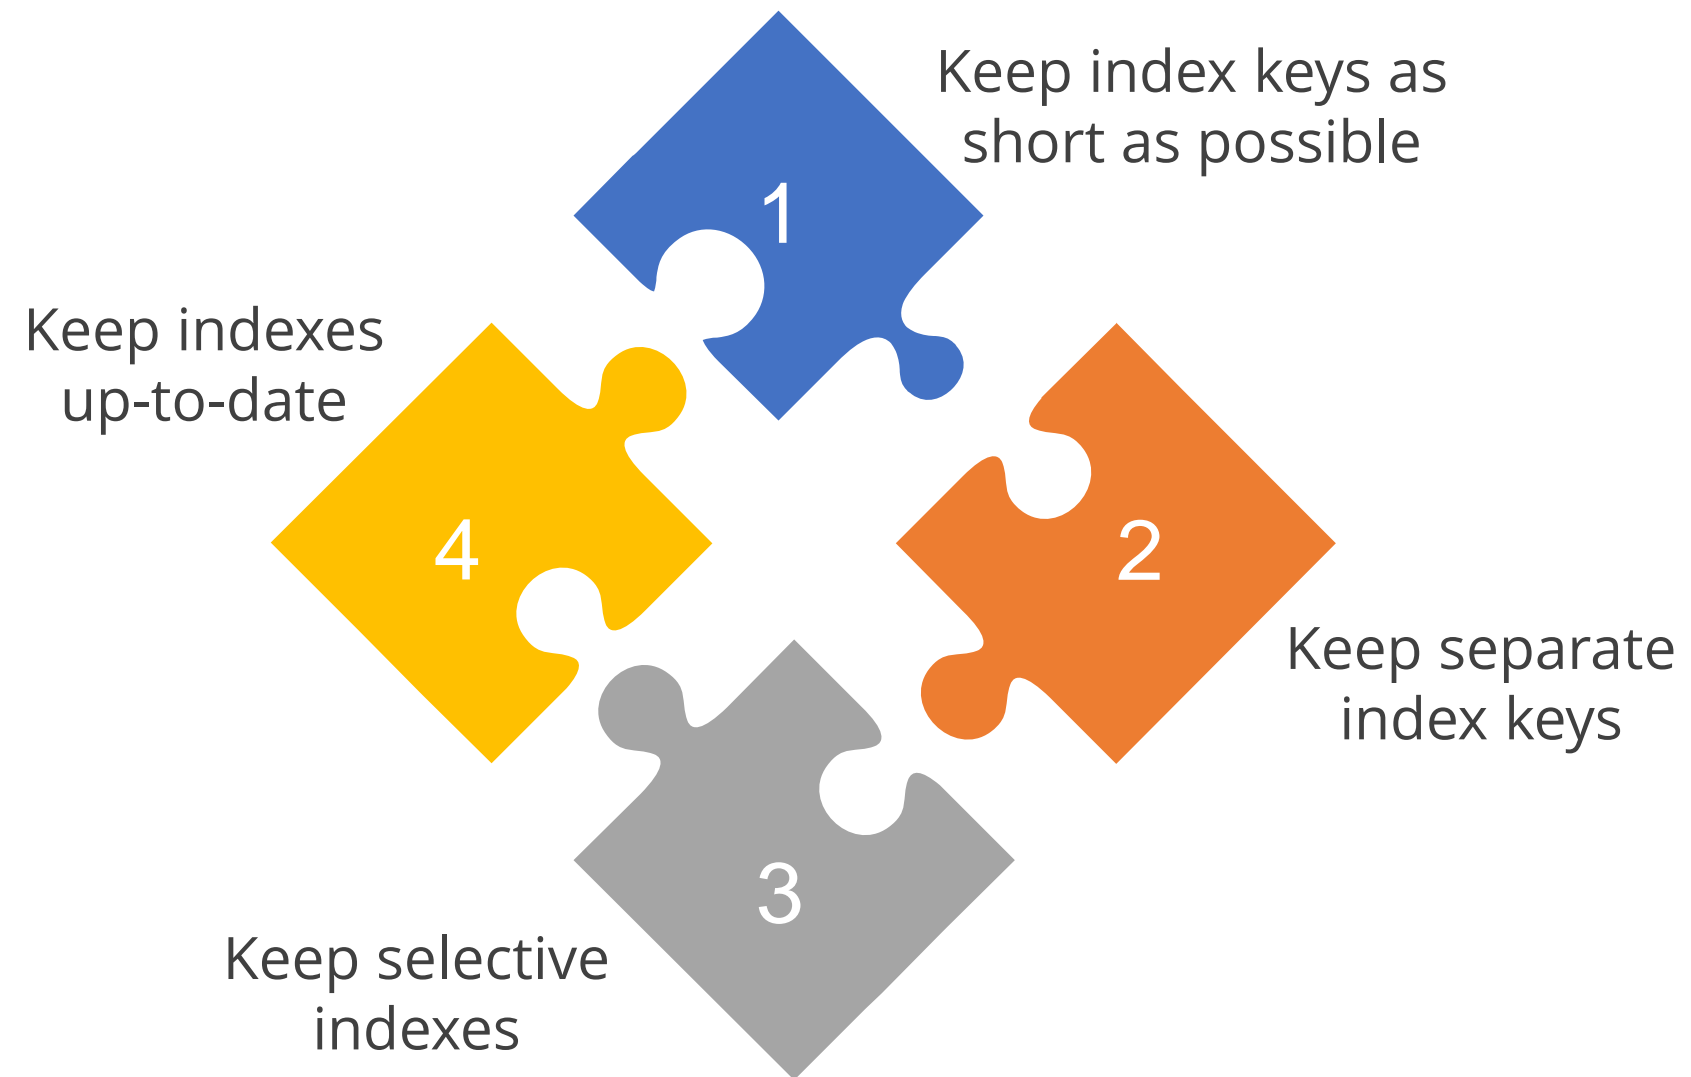 1
Keep index keys as
short as possible
2
Keep separate
index keys
3
Keep selective
indexes
4
Keep indexes
up-to-date